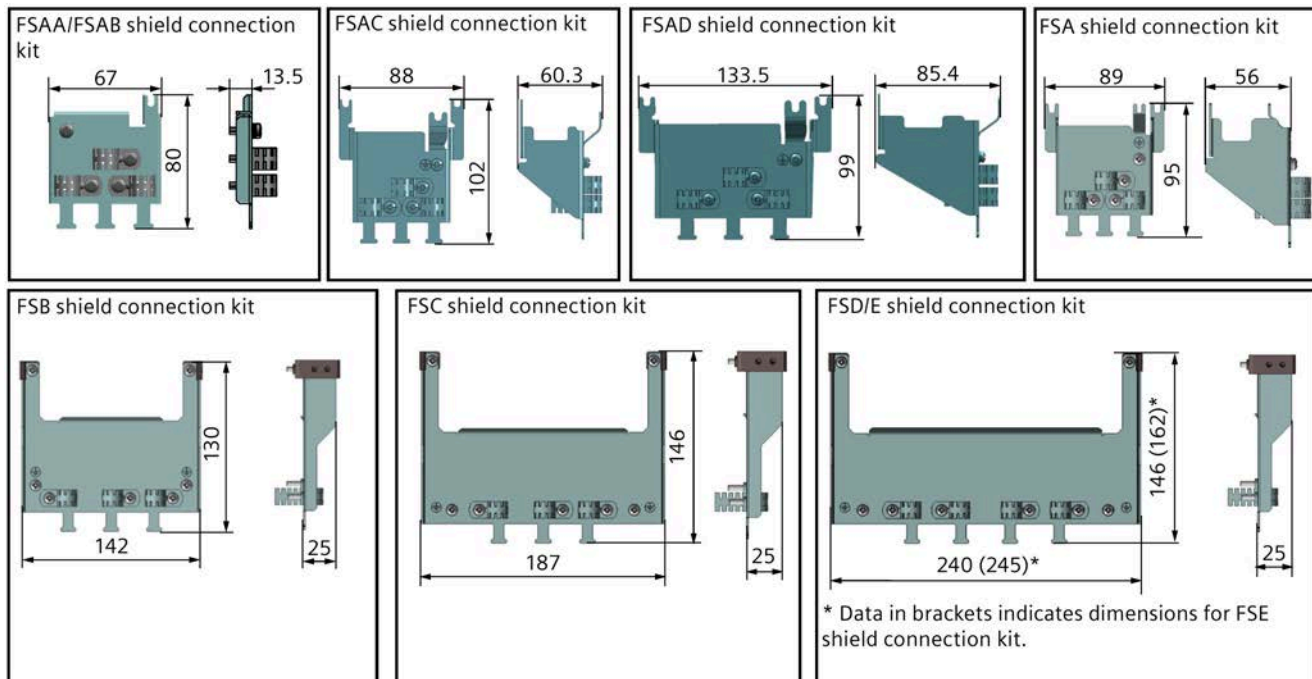 FSAA/FSAB shield connection
kit
67
13.5
80
FSAC shield connection kit
88
60.3
102
FSAD shield connection kit
133.5
85.4
99
FSA shield connection kit
89
56
95
FSB shield connection kit
130
142
25
FSC shield connection kit
146
187
25
FSD/E shield connection kit
146 (162)*
240 (245)*
25
* Data in brackets indicates dimensions for FSE
shield connection kit.